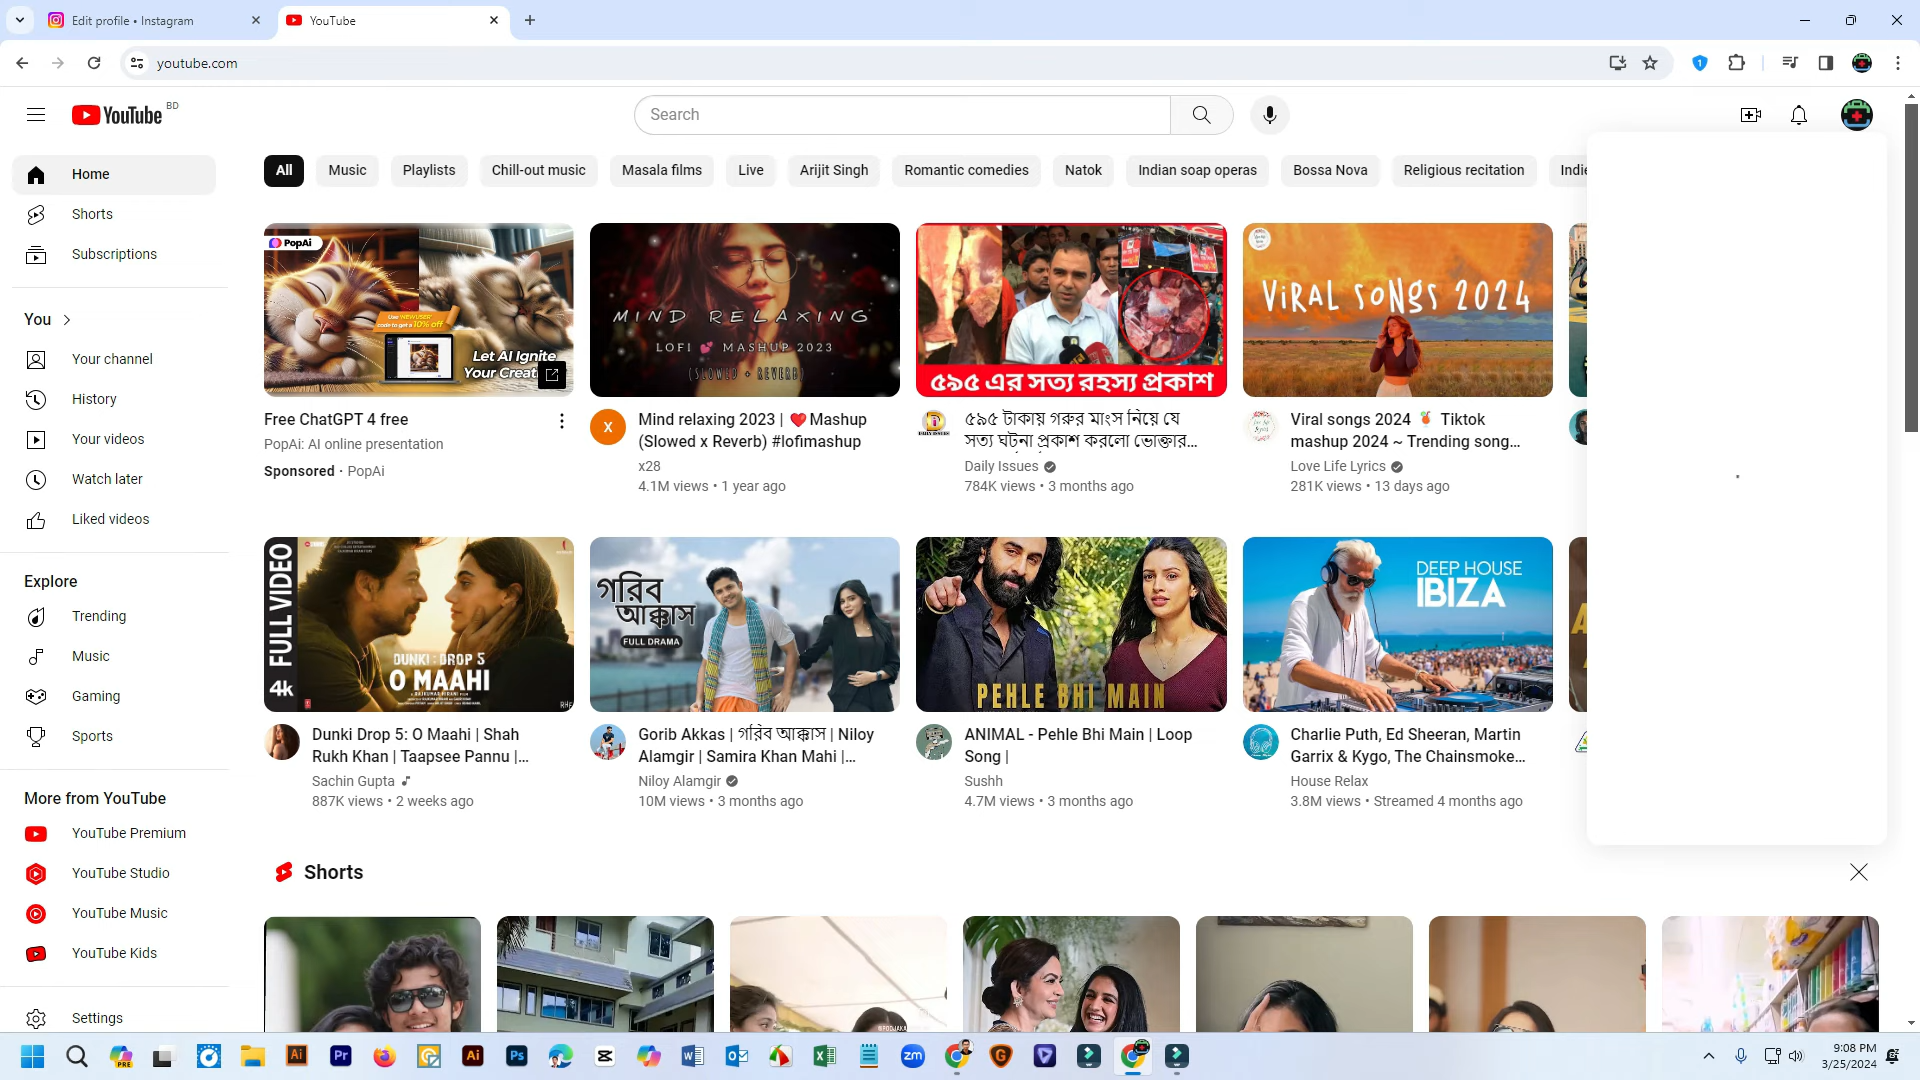 Edit profile • Instagram
YouTube
youtube.com
YouTube BD
Search
Home
Shorts
Subscriptions
You
Your channel
History
Your videos
Watch later
Liked videos
Explore
Trending
Music
Gaming
Sports
More from YouTube
YouTube Premium
YouTube Studio
YouTube Music
YouTube Kids
Settings
All Music Playlists Chill-out music Masala films Live Arijit Singh Romantic comedies Natok Indian soap operas Bossa Nova Religious recitation Indie
PopAi
Use "NEWUSER"
code to get a 10% off
Let AI Ignite
Your Creat
Free ChatGPT 4 free
PopAi: AI online presentation
Sponsored · PopAi
MIND RELAXING
LOFI 💕 MASHUP 2023
(SLOWED + REVERB)
X
Mind relaxing 2023 | ❤️ Mashup
(Slowed x Reverb) #lofimashup
x28
4.1M views • 1 year ago
৫৯৫ এর সত্য রহস্য প্রকাশ
৫৯৫ টাকায় গরুর মাংস নিয়ে যে
সত্য ঘটনা প্রকাশ করলো ভোক্তার...
Daily Issues
784K views • 3 months ago
ViRAL SONGS 2024
Viral songs 2024 🍹 Tiktok
mashup 2024 ~ Trending song...
Love Life Lyrics
281K views • 13 days ago
FULL VIDEO
4k
DUNKI : DROP 5
O MAAHI
Dunki Drop 5: O Maahi | Shah
Rukh Khan | Taapsee Pannu |...
Sachin Gupta
887K views • 2 weeks ago
গরিব
আক্কাস
FULL DRAMA
Gorib Akkas | গরিব আক্কাস | Niloy
Alamgir | Samira Khan Mahi |...
Niloy Alamgir
10M views • 3 months ago
PEHLE BHI MAIN
ANIMAL - Pehle Bhi Main | Loop
Song |
Sushh
4.7M views • 3 months ago
DEEP HOUSE
IBIZA
Charlie Puth, Ed Sheeran, Martin
Garrix & Kygo, The Chainsmoke...
House Relax
3.8M views • Streamed 4 months ago
Shorts
9:08 PM
3/25/2024